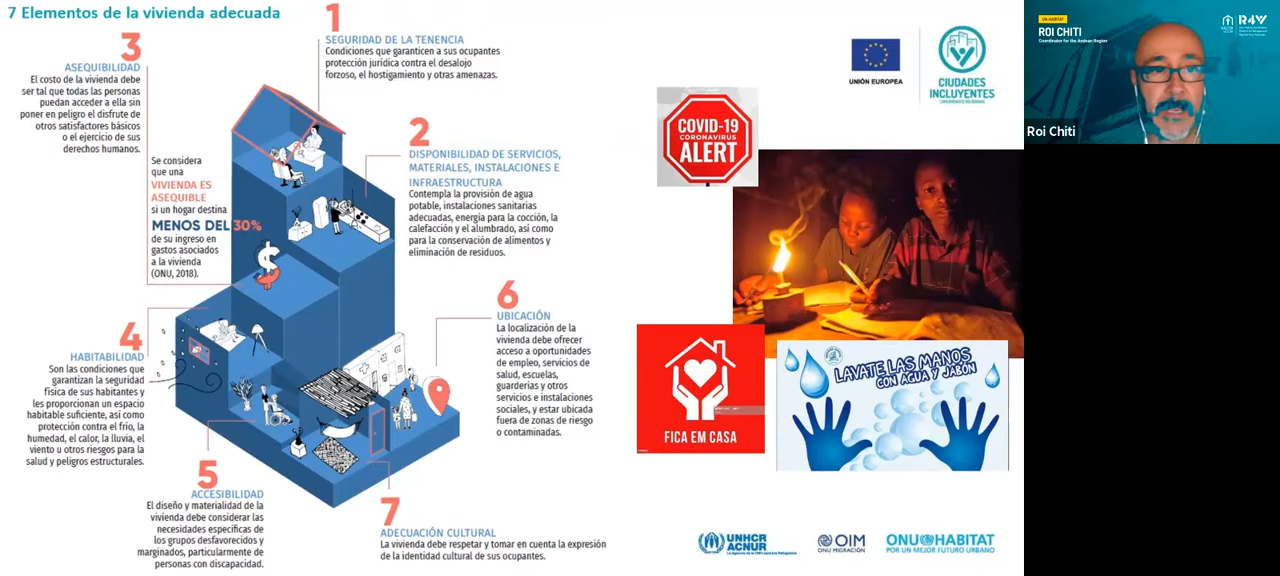 7 Elementos de la vivienda adecuada
1
SEGURIDAD DE LA TENENCIA
Condiciones que garanticen a sus ocupantes
protección jurídica contra el desalojo
forzoso, el hostigamiento y otras amenazas.
2
DISPONIBILIDAD DE SERVICIOS,
MATERIALES, INSTALACIONES E
INFRAESTRUCTURA
Contempla la provisión de agua
potable, instalaciones sanitarias
adecuadas, energía para la cocción, la
calefacción y el alumbrado, así como
para la conservación de alimentos y
eliminación de residuos.
3
ASEQUIBILIDAD
El costo de la vivienda debe
ser tal que todas las personas
puedan acceder a ella sin
poner en peligro el disfrute de
otros satisfactores básicos
o el ejercicio de sus
derechos humanos.
Se considera
que una
VIVIENDA ES
ASEQUIBLE
si un hogar destina
MENOS DEL 30%
de su ingreso en
gastos asociados
a la vivienda
(ONU, 2018).
4
HABITABILIDAD
Son las condiciones que
garantizan la seguridad
física de sus habitantes y
les proporcionan un espacio
habitable suficiente, así como
protección contra el frío, la
humedad, el calor, la lluvia, el
viento u otros riesgos para la
salud y peligros estructurales.
5
ACCESIBILIDAD
El diseño y materialidad de la
vivienda debe considerar las
necesidades específicas de
los grupos desfavorecidos y
marginados, particularmente de
personas con discapacidad.
6
UBICACIÓN
La localización de la
vivienda debe ofrecer
acceso a oportunidades
de empleo, servicios de
salud, escuelas,
guarderías y otros
servicios e instalaciones
sociales, y estar ubicada
fuera de zonas de riesgo
o contaminadas.
7
ADECUACIÓN CULTURAL
La vivienda debe respetar y tomar en cuenta la expresión
de la identidad cultural de sus ocupantes.
UNIÓN EUROPEA
CIUDADES
INCLUYENTES
COVID-19
CORONAVIRUS
ALERT
FICA EM CASA
LAVATE LAS MANOS
CON AGUA Y JABÓN
UNHCR
ACNUR
La Agencia de la ONU para los Refugiados
OIM
ONU MIGRACIÓN
ONU HABITAT
POR UN MEJOR FUTURO URBANO
UN-HABITAT
ROI CHITI
Coordinator for the Andean Region
R4V
Roi Chiti